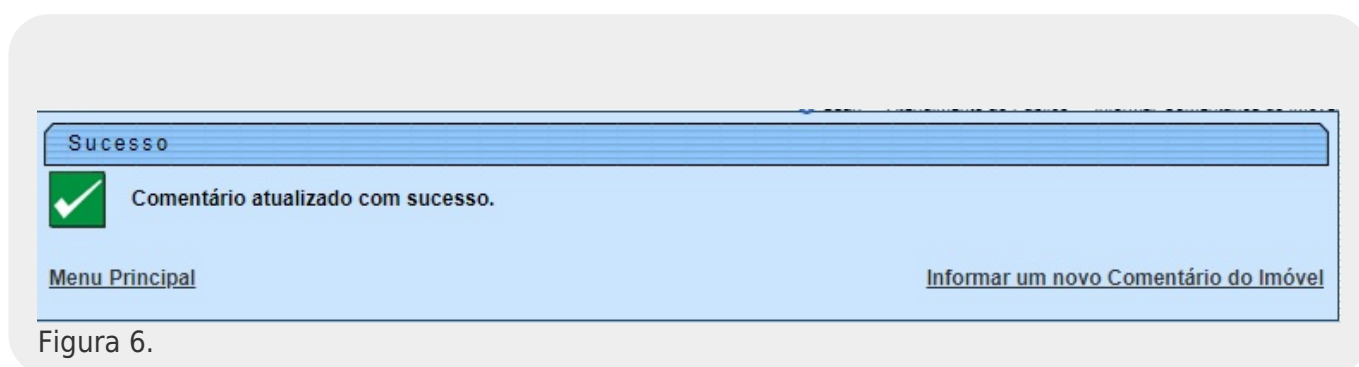 Sucesso
Comentário atualizado com sucesso.
Menu Principal
Informar um novo Comentário do Imóvel
Figura 6.